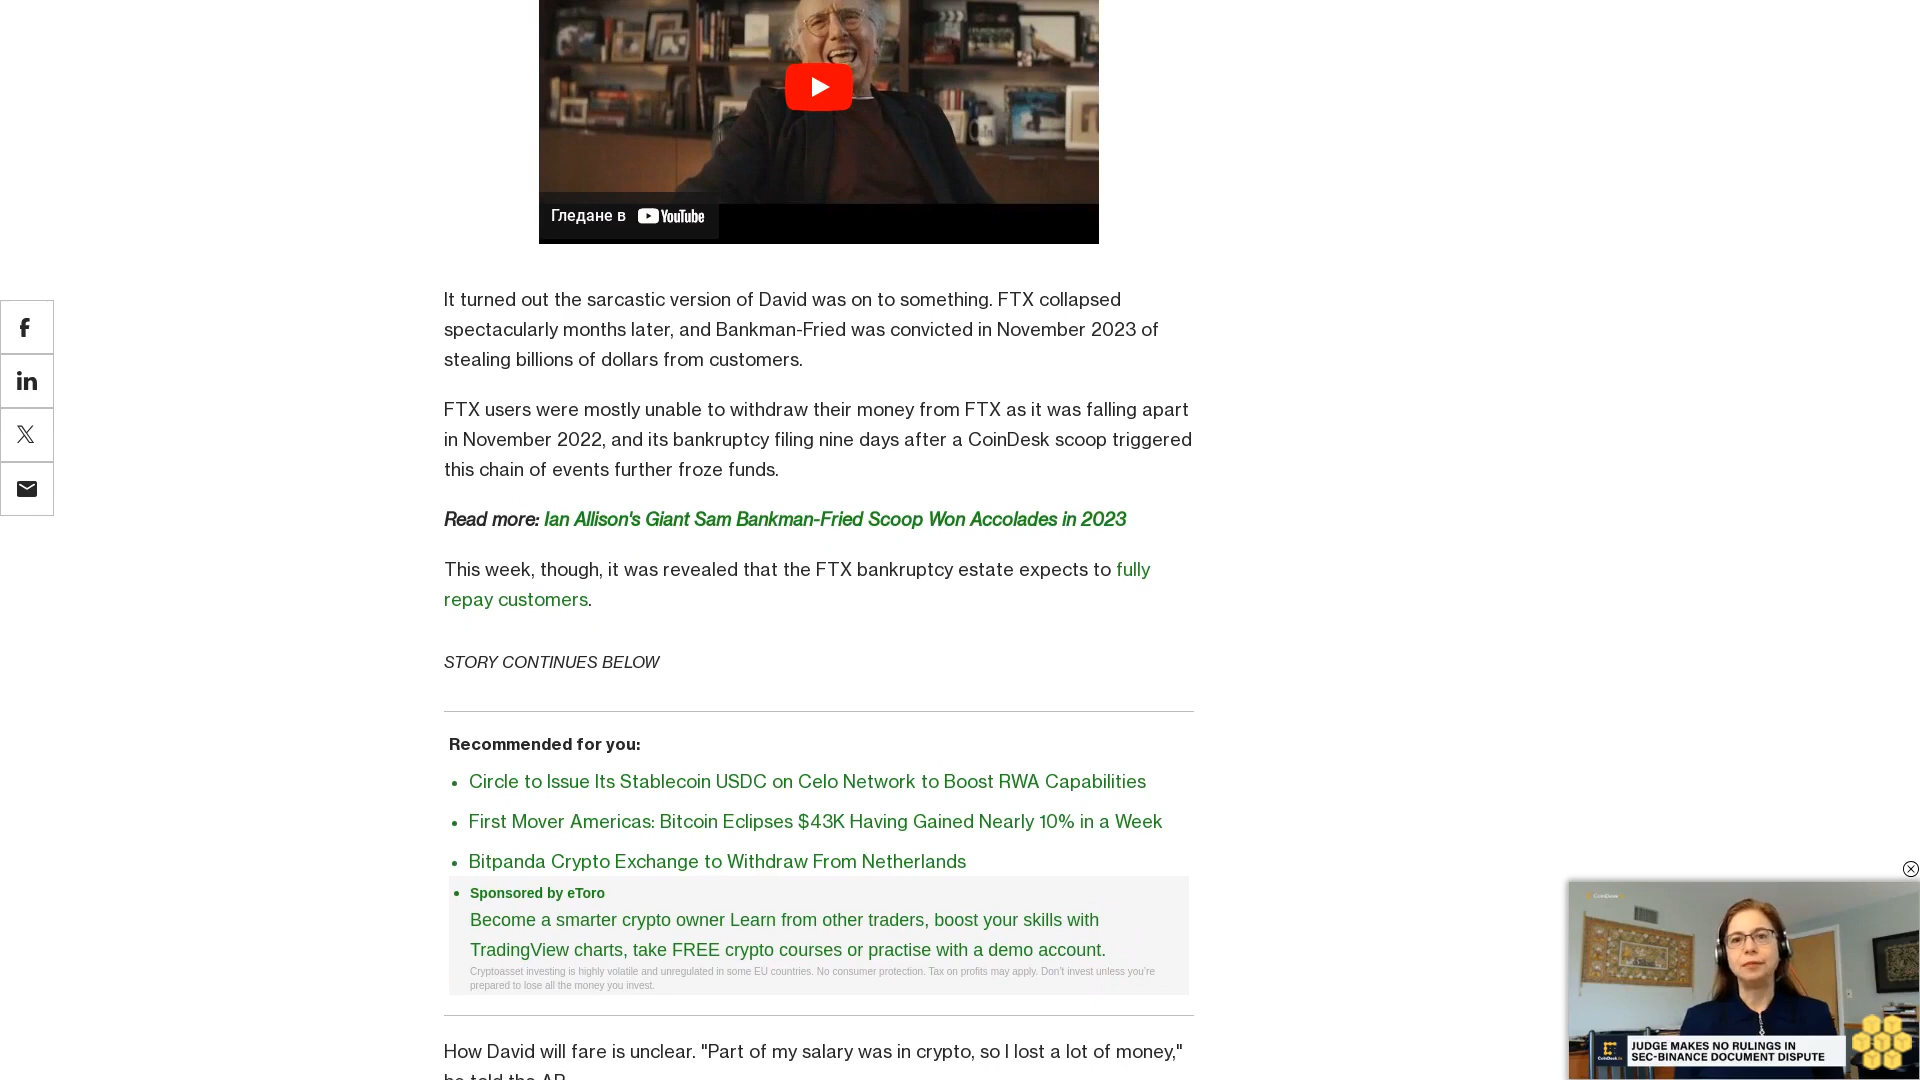 Гледане в YouTube
It turned out the sarcastic version of David was on to something. FTX collapsed
spectacularly months later, and Bankman-Fried was convicted in November 2023 of
stealing billions of dollars from customers.
FTX users were mostly unable to withdraw their money from FTX as it was falling apart
in November 2022, and its bankruptcy filing nine days after a CoinDesk scoop triggered
this chain of events further froze funds.
Read more: Ian Allison's Giant Sam Bankman-Fried Scoop Won Accolades in 2023
This week, though, it was revealed that the FTX bankruptcy estate expects to fully
repay customers.
STORY CONTINUES BELOW
Recommended for you:
• Circle to Issue Its Stablecoin USDC on Celo Network to Boost RWA Capabilities
• First Mover Americas: Bitcoin Eclipses $43K Having Gained Nearly 10% in a Week
• Bitpanda Crypto Exchange to Withdraw From Netherlands
• Sponsored by eToro
Become a smarter crypto owner Learn from other traders, boost your skills with
TradingView charts, take FREE crypto courses or practise with a demo account.
Cryptoasset investing is highly volatile and unregulated in some EU countries. No consumer protection. Tax on profits may apply. Don't invest unless you're
prepared to lose all the money you invest.
How David will fare is unclear. "Part of my salary was in crypto, so I lost a lot of money,"
he told the AP.
CoinDesk
JUDGE MAKES NO RULINGS IN
SEC-BINANCE DOCUMENT DISPUTE